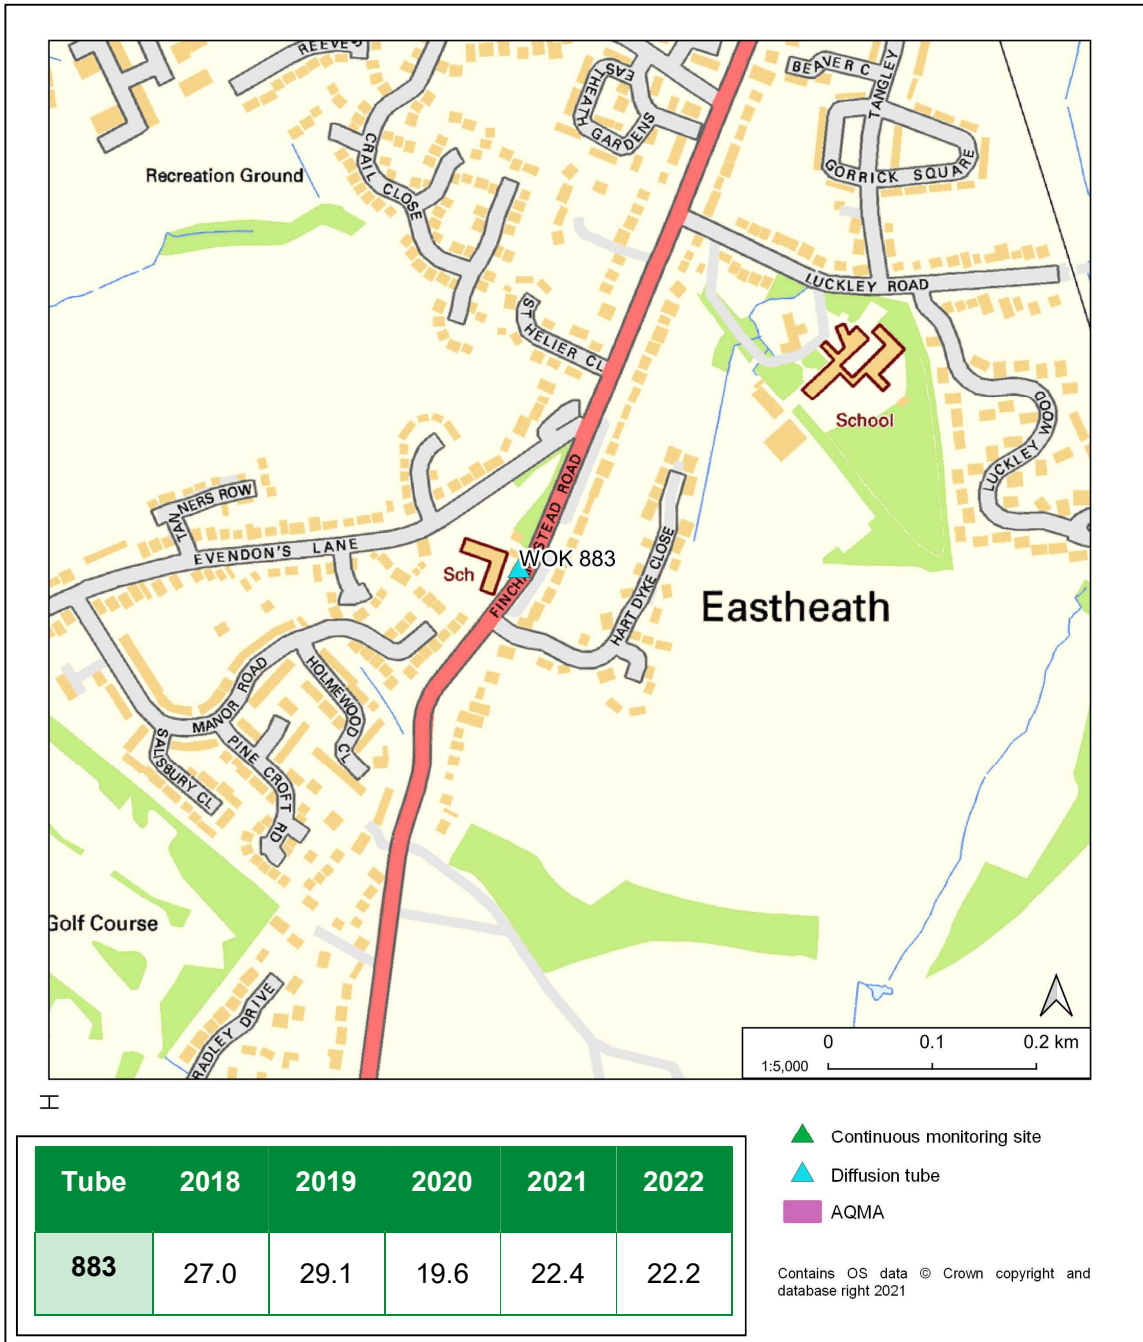 REEVES
EASTHEATH GARDENS
BEAVER C
TANGLEY
GORRICK SQUARE
CRAIL CLOSE
Recreation Ground
LUCKLEY ROAD
ST HELIER CL
School
LUCKLEY WOOD
TANNERS ROW
EVENDON'S LANE
STEAD ROAD
WOK 883
Sch
FINCHA
HART DYKE CLOSE
Eastheath
MANOR ROAD
HOLMEWOOD CL
SALISBURY CL
PINE CROFT RD
Golf Course
RADLEY DRIVE
0 0.1 0.2 km
1:5,000
H
Tube 2018 2019 2020 2021 2022
883 27.0 29.1 19.6 22.4 22.2
Continuous monitoring site
Diffusion tube
AQMA
Contains OS data © Crown copyright and
database right 2021